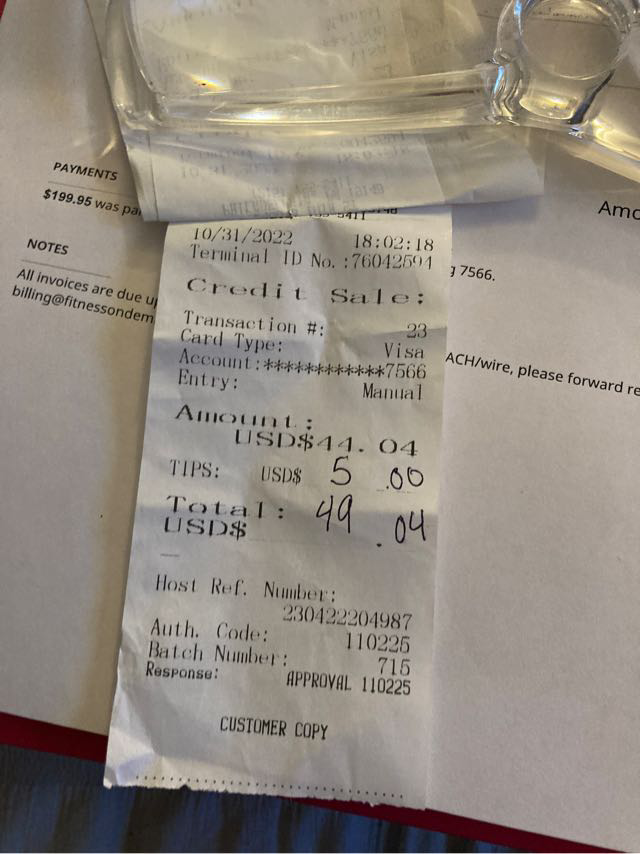 PAYMENTS
$199.95 was pai
NOTES
All invoices are due up
billing@fitnessondem
Amo
g 7566.
ACH/wire, please forward re
10/31/2022 18:02:18
Terminal ID No.:76042594
Credit Sale:
Transaction #: 23
Card Type: Visa
Account:************7566
Entry: Manual
Amount:
USD$44.04
TIPS: USD$ 5 .00
Total: 49 .04
USD$
Host Ref. Number:
230422204987
Auth. Code: 110225
Batch Number: 715
Response: APPROVAL 110225
CUSTOMER COPY